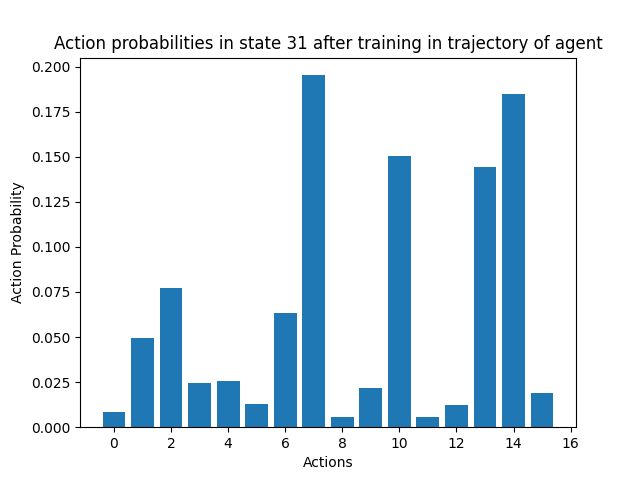 Action probabilities in state 31 after training in trajectory of agent
0.200
0.175
0.150
0.125
0.100
0.075
0.050
0.025
0.000
Action Probability
0 2 4 6 8 10 12 14 16
Actions